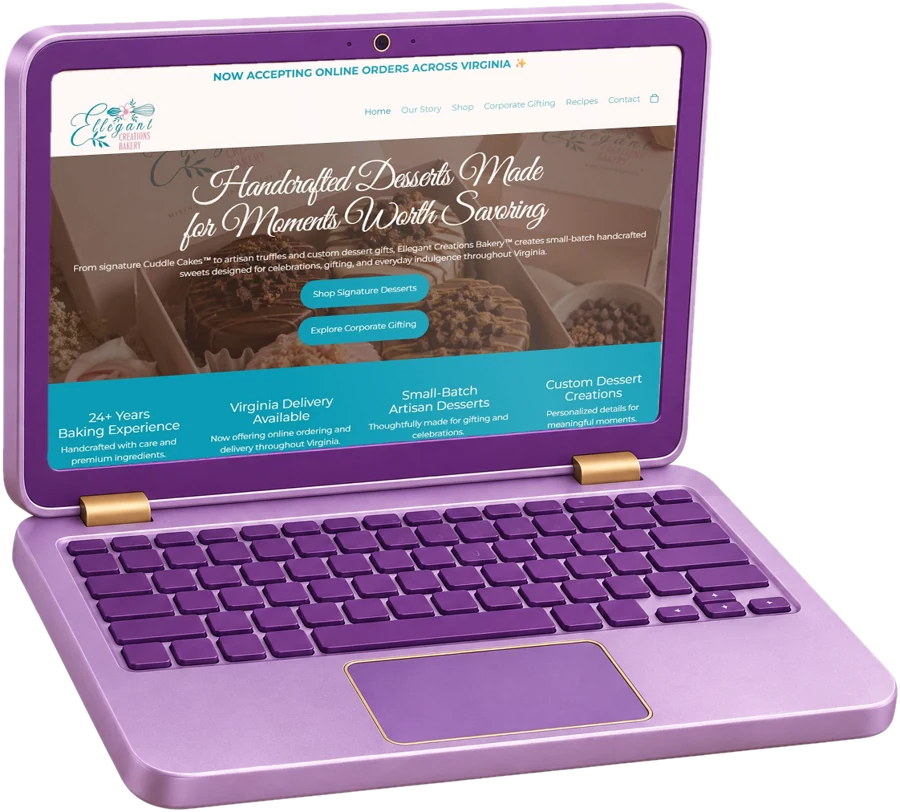 NOW ACCEPTING ONLINE ORDERS ACROSS VIRGINIA ✨
Ellegant
CREATIONS
BAKERY
Home Our Story Shop Corporate Gifting Recipes Contact
Handcrafted Desserts Made
for Moments Worth Savoring
From signature Cuddle Cakes™ to artisan truffles and custom dessert gifts, Ellegant Creations Bakery™ creates small-batch handcrafted
sweets designed for celebrations, gifting, and everyday indulgence throughout Virginia.
Shop Signature Desserts
Explore Corporate Gifting
24+ Years
Baking Experience
Handcrafted with care and
premium ingredients.
Virginia Delivery
Available
Now offering online ordering and
delivery throughout Virginia.
Small-Batch
Artisan Desserts
Thoughtfully made for gifting and
celebrations.
Custom Dessert
Creations
Personalized details for
meaningful moments.